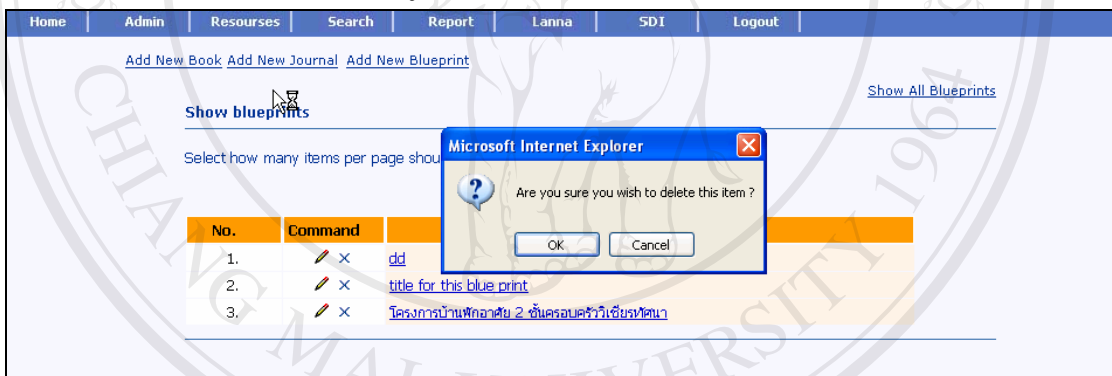 Home Admin Resourses Search Report Lanna SDI Logout
Add New Book Add New Journal Add New Blueprint
Show All Blueprints
Show blueprints
Select how many items per page shou
Microsoft Internet Explorer
Are you sure you wish to delete this item ?
OK Cancel
No. Command
1. dd
2. title for this blue print
3. โครงการบ้านพักอาศัย 2 ชั้นครอบครัววิเชียรทัศนา
CHIANG MAI UNIVERSITY 1964